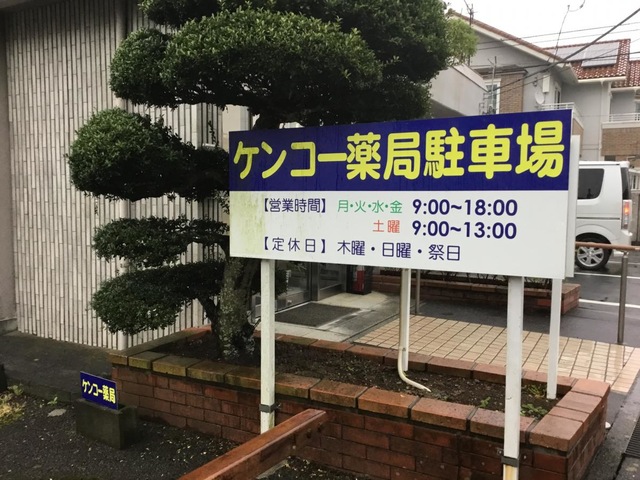 ケンコー薬局駐車場
【営業時間】 月・火・水・金 9:00~18:00
土曜 9:00~13:00
【定休日】 木曜・日曜・祭日
ケンコー薬局